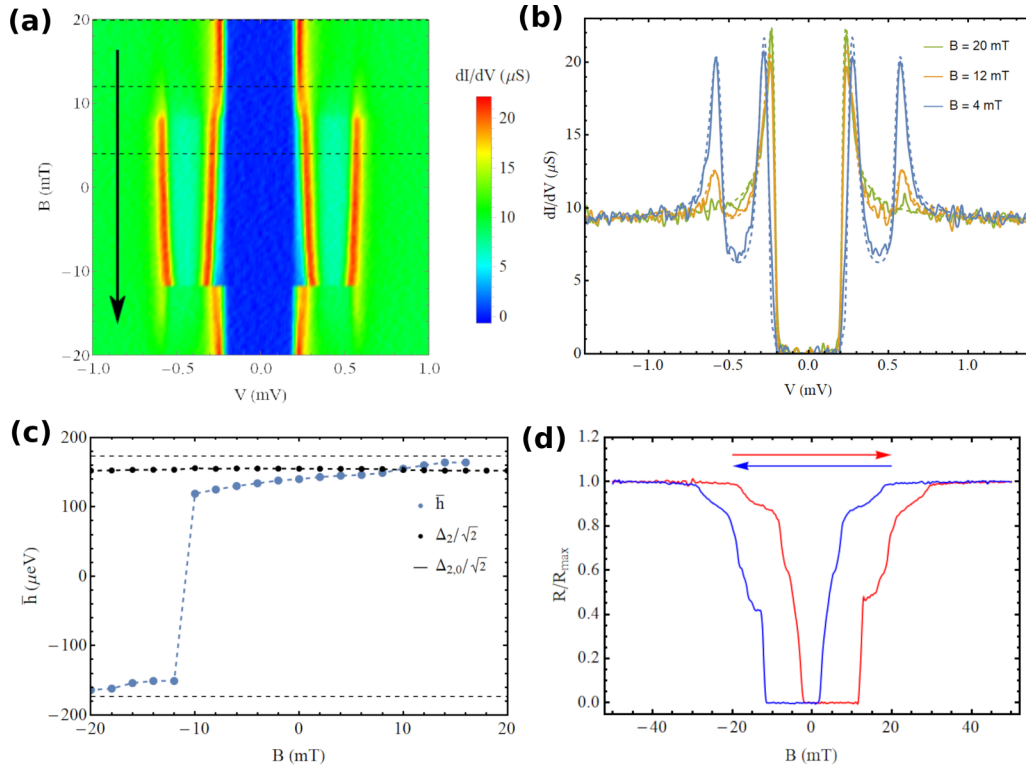 (a)
20
10
0
−10
−20
B (mT)
−1.0 −0.5 0.0 0.5 1.0
V (mV)
dI/dV (μS)
20
15
10
5
0
(b)
20
15
10
5
0
dI/dV (μS)
−1.0 −0.5 0.0 0.5 1.0
V (mV)
B = 20 mT
B = 12 mT
B = 4 mT
(c)
200
100
0
−100
−200
h̄ (μeV)
−20 −10 0 10 20
B (mT)
h̄
Δ₂/√2
Δ₂,₀/√2
(d)
1.2
1.0
0.8
0.6
0.4
0.2
0.0
R/Rₘₐₓ
−40 −20 0 20 40
B (mT)